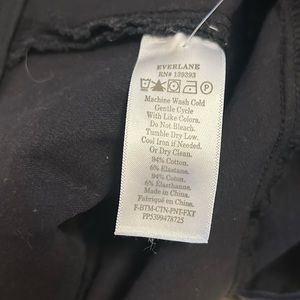 EVERLANE
RN# 139393
Machine Wash Cold
Gentle Cycle
With Like Colors.
Do Not Bleach.
Tumble Dry Low.
Cool Iron if Needed.
Or Dry Clean.
94% Cotton.
6% Elastane.
94% Coton.
6% Elasthanne.
Made in China.
Fabriqué en China.
F-BTM-CTN-PNT-FXT
PP5399478725